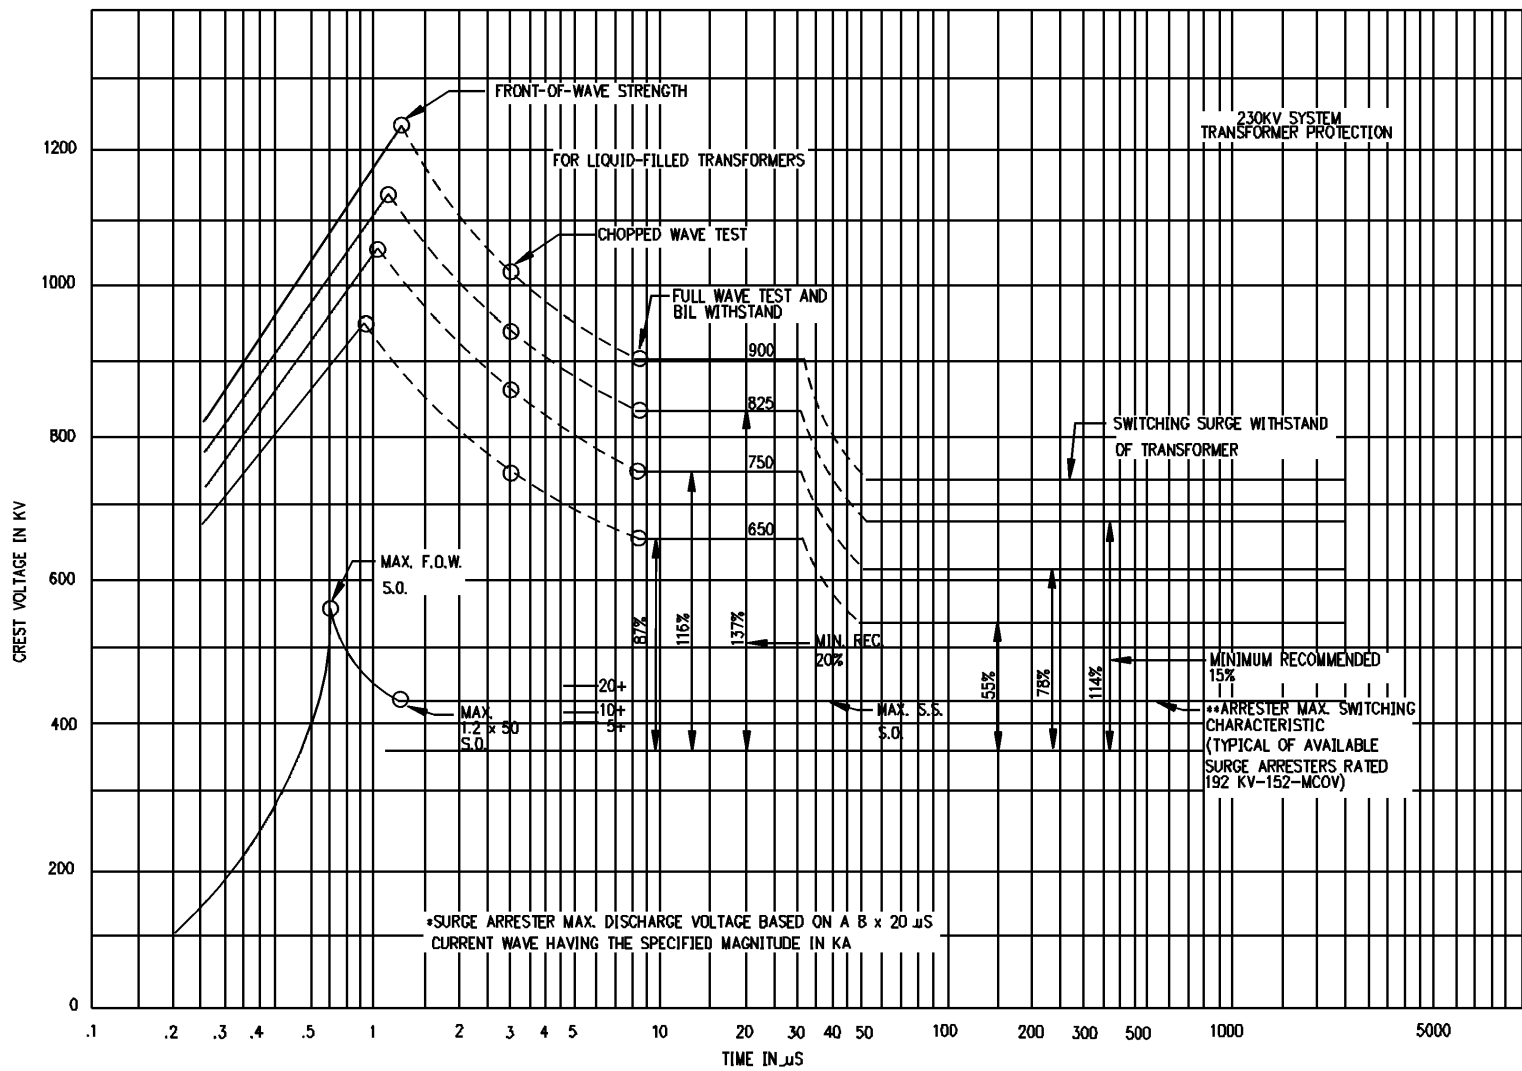 FRONT-OF-WAVE STRENGTH
230KV SYSTEM
TRANSFORMER PROTECTION
1200
FOR LIQUID-FILLED TRANSFORMERS
CHOPPED WAVE TEST
1000
FULL WAVE TEST AND
BIL WITHSTAND
900
825
800
SWITCHING SURGE WITHSTAND
OF TRANSFORMER
750
650
CREST VOLTAGE IN KV
MAX. F.O.W.
S.O.
600
87%
116%
137%
MIN. REC.
20%
55%
78%
114%
MINIMUM RECOMMENDED
15%
20+
10+
5+
MAX.
1.2 x 50
S.O.
MAX. S.S.
S.O.
400
**ARRESTER MAX. SWITCHING
CHARACTERISTIC
(TYPICAL OF AVAILABLE
SURGE ARRESTERS RATED
192 KV-152-MCOV)
200
*SURGE ARRESTER MAX. DISCHARGE VOLTAGE BASED ON A 8 x 20 µS
CURRENT WAVE HAVING THE SPECIFIED MAGNITUDE IN KA
0
.1 .2 .3 .4 .5 1 2 3 4 5 10 20 30 40 50 100 200 300 500 1000 5000
TIME IN µS